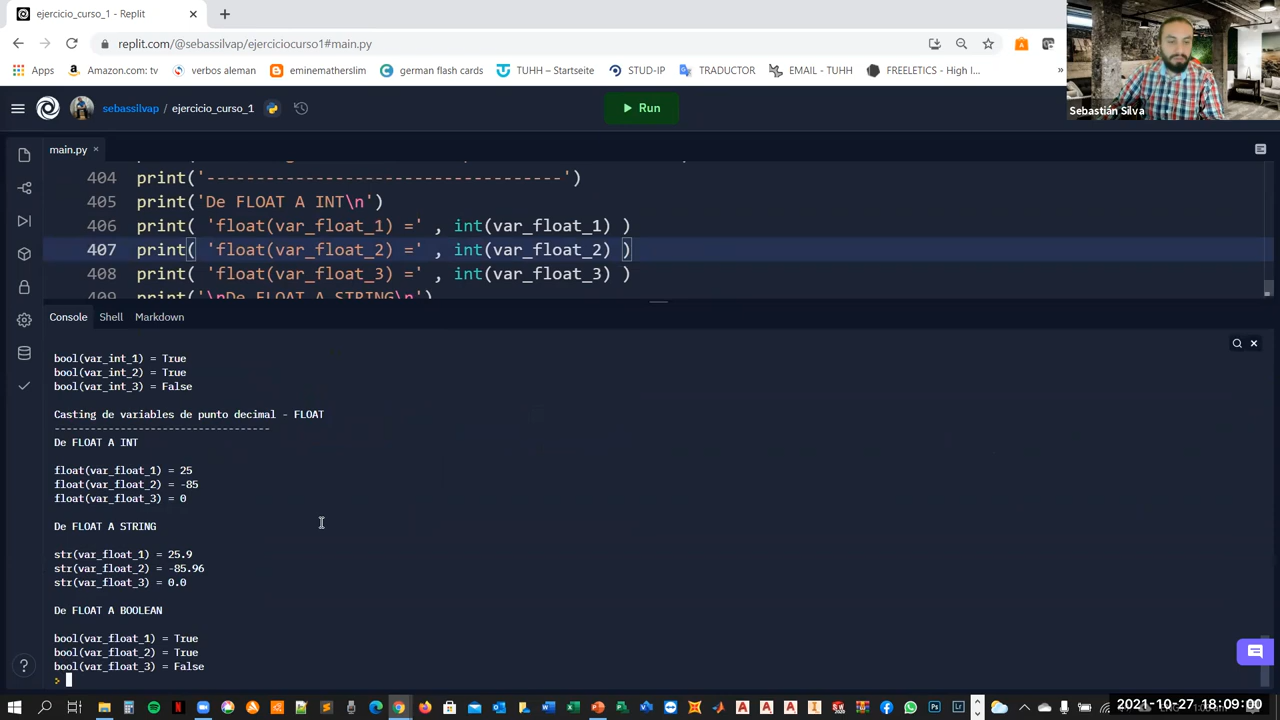 ejercicio_curso_1 - Replit
replit.com/@sebassilvap/ejerciciocurso1#main.py
Apps
Amazon.com: tv
verbos aleman
eminematherslim
german flash cards
TUHH – Startseite
STUD-IP
TRADUCTOR
EMAIL - TUHH
FREELETICS - High I...
»
Sebastián Silva
sebassilvap / ejercicio_curso_1
Run
main.py
404 print('------------------------------------')
405 print('De FLOAT A INT\n')
406 print( 'float(var_float_1) =' , int(var_float_1) )
407 print( 'float(var_float_2) =' , int(var_float_2) )
408 print( 'float(var_float_3) =' , int(var_float_3) )
409 print('\nDe FLOAT A STRING\n')
Console Shell Markdown
bool(var_int_1) = True
bool(var_int_2) = True
bool(var_int_3) = False
Casting de variables de punto decimal - FLOAT
------------------------------------
De FLOAT A INT
float(var_float_1) = 25
float(var_float_2) = -85
float(var_float_3) = 0
De FLOAT A STRING
str(var_float_1) = 25.9
str(var_float_2) = -85.96
str(var_float_3) = 0.0
De FLOAT A BOOLEAN
bool(var_float_1) = True
bool(var_float_2) = True
bool(var_float_3) = False
>
2021-10-27 18:09:00